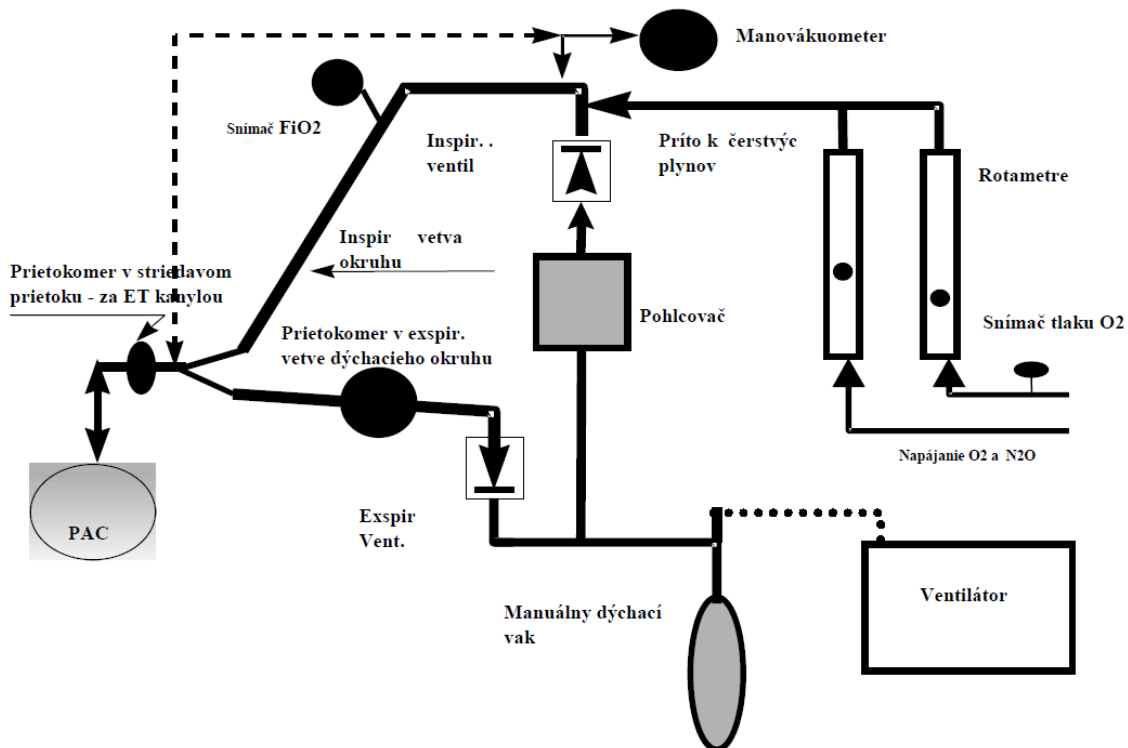 Manovákuometer
Snímač FiO2
Inspir. .
ventil
Príto k čerstvýc
plynov
Rotametre
Inspir vetva
okruhu
Prietokomer v striedavom
prietoku - za ET kanylou
Pohlcovač
Snímač tlaku O2
Prietokomer v exspir.
vetve dýchacieho okruhu
Napájanie O2 a N2O
PAC
Exspir
Vent.
Manuálny dýchací
vak
Ventilátor